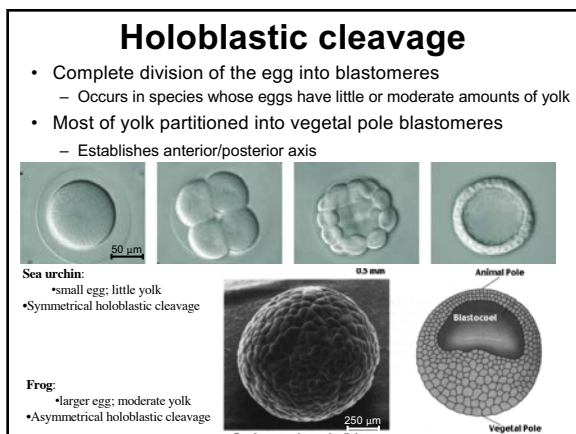 Holoblastic cleavage
• Complete division of the egg into blastomeres
– Occurs in species whose eggs have little or moderate amounts of yolk
• Most of yolk partitioned into vegetal pole blastomeres
– Establishes anterior/posterior axis
50 µm
Sea urchin:
•small egg; little yolk
•Symmetrical holoblastic cleavage
0.5 mm
Animal Pole
Blastocoel
Frog:
•larger egg; moderate yolk
•Asymmetrical holoblastic cleavage
250 µm
Vegetal Pole